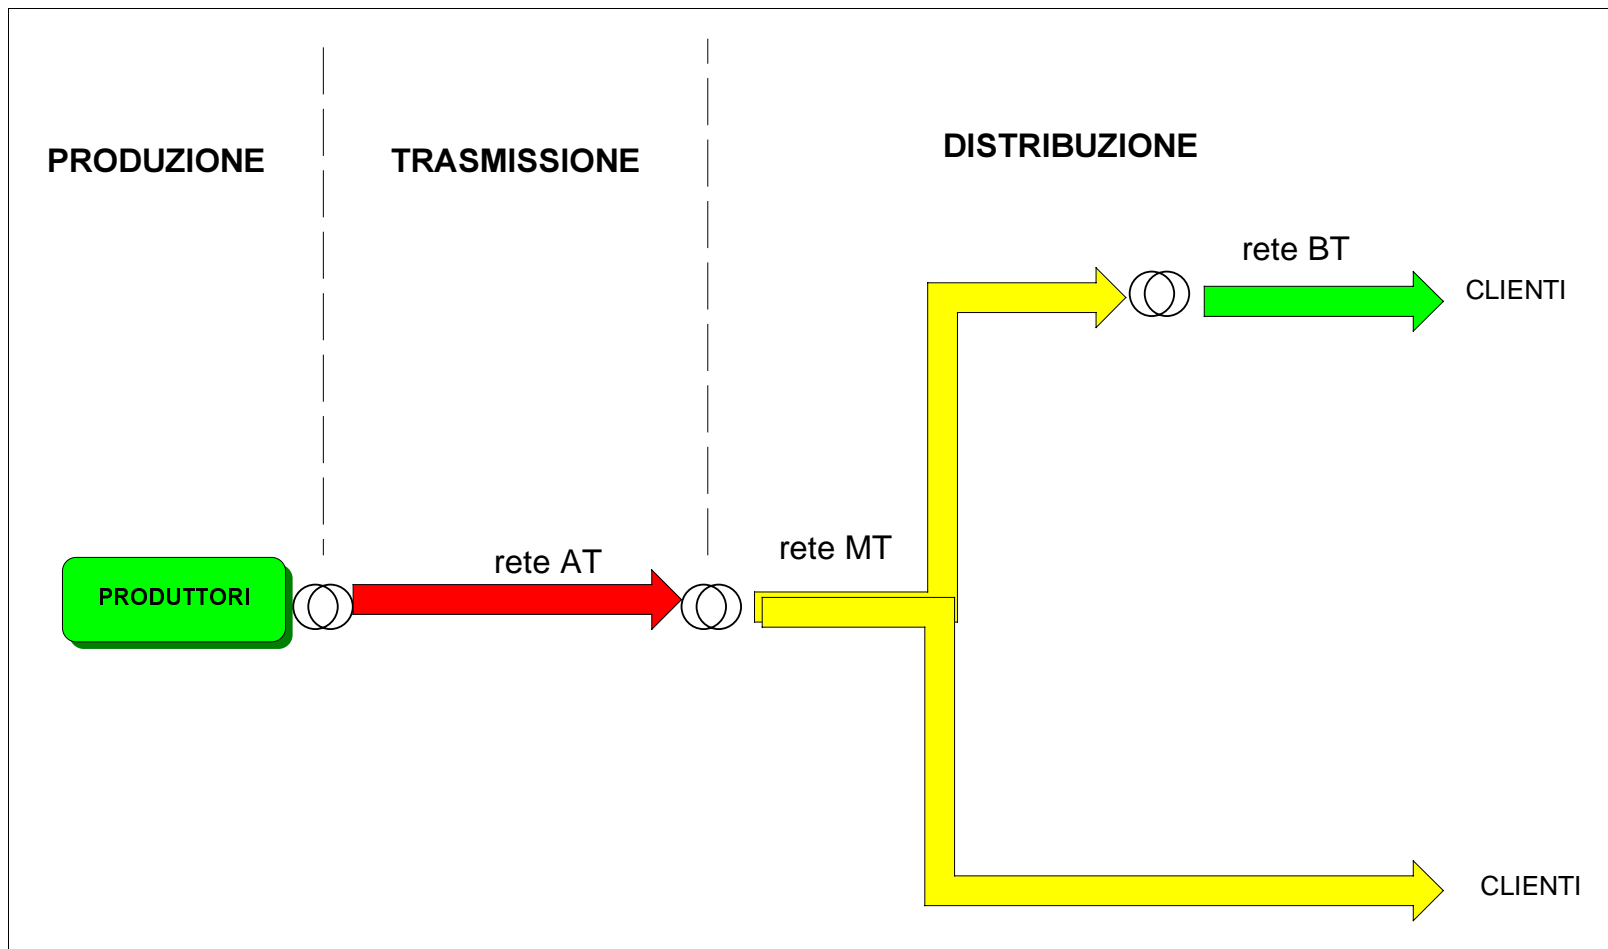 PRODUZIONE
TRASMISSIONE
DISTRIBUZIONE
rete BT
CLIENTI
rete AT
rete MT
PRODUTTORI
CLIENTI